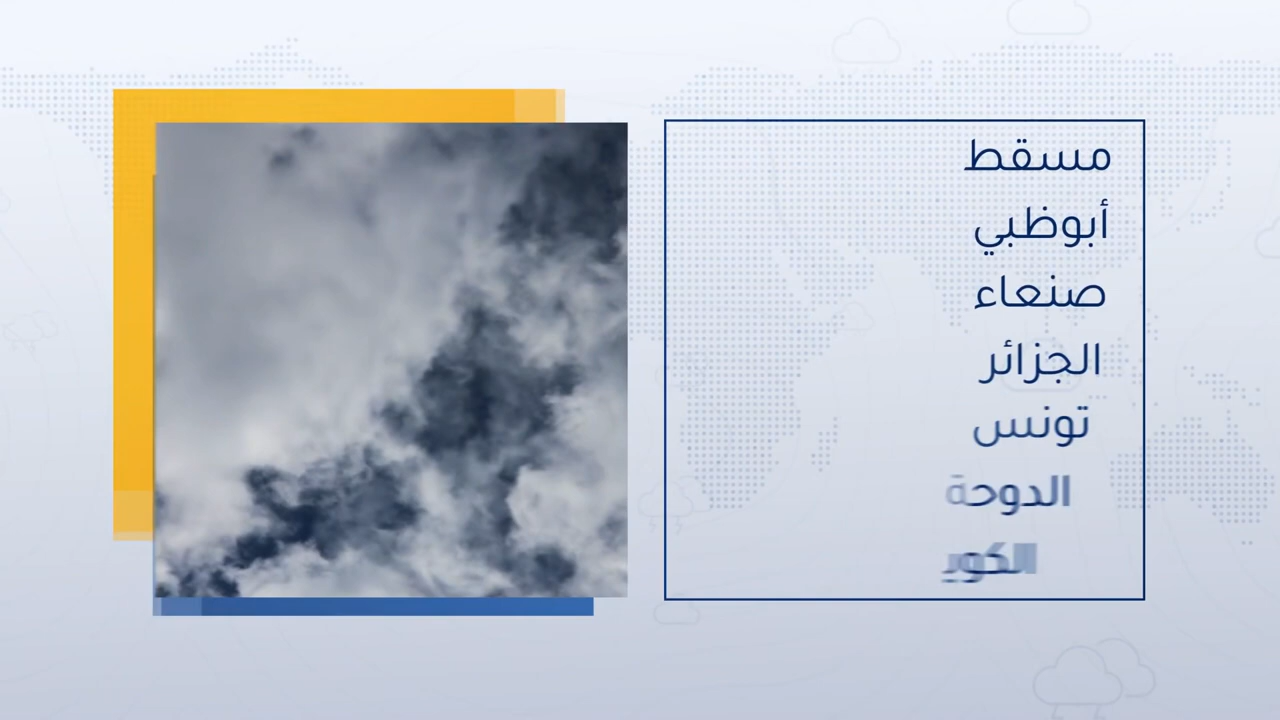 مسقط
أبوظبي
صنعاء
الجزائر
تونس
الدوحة